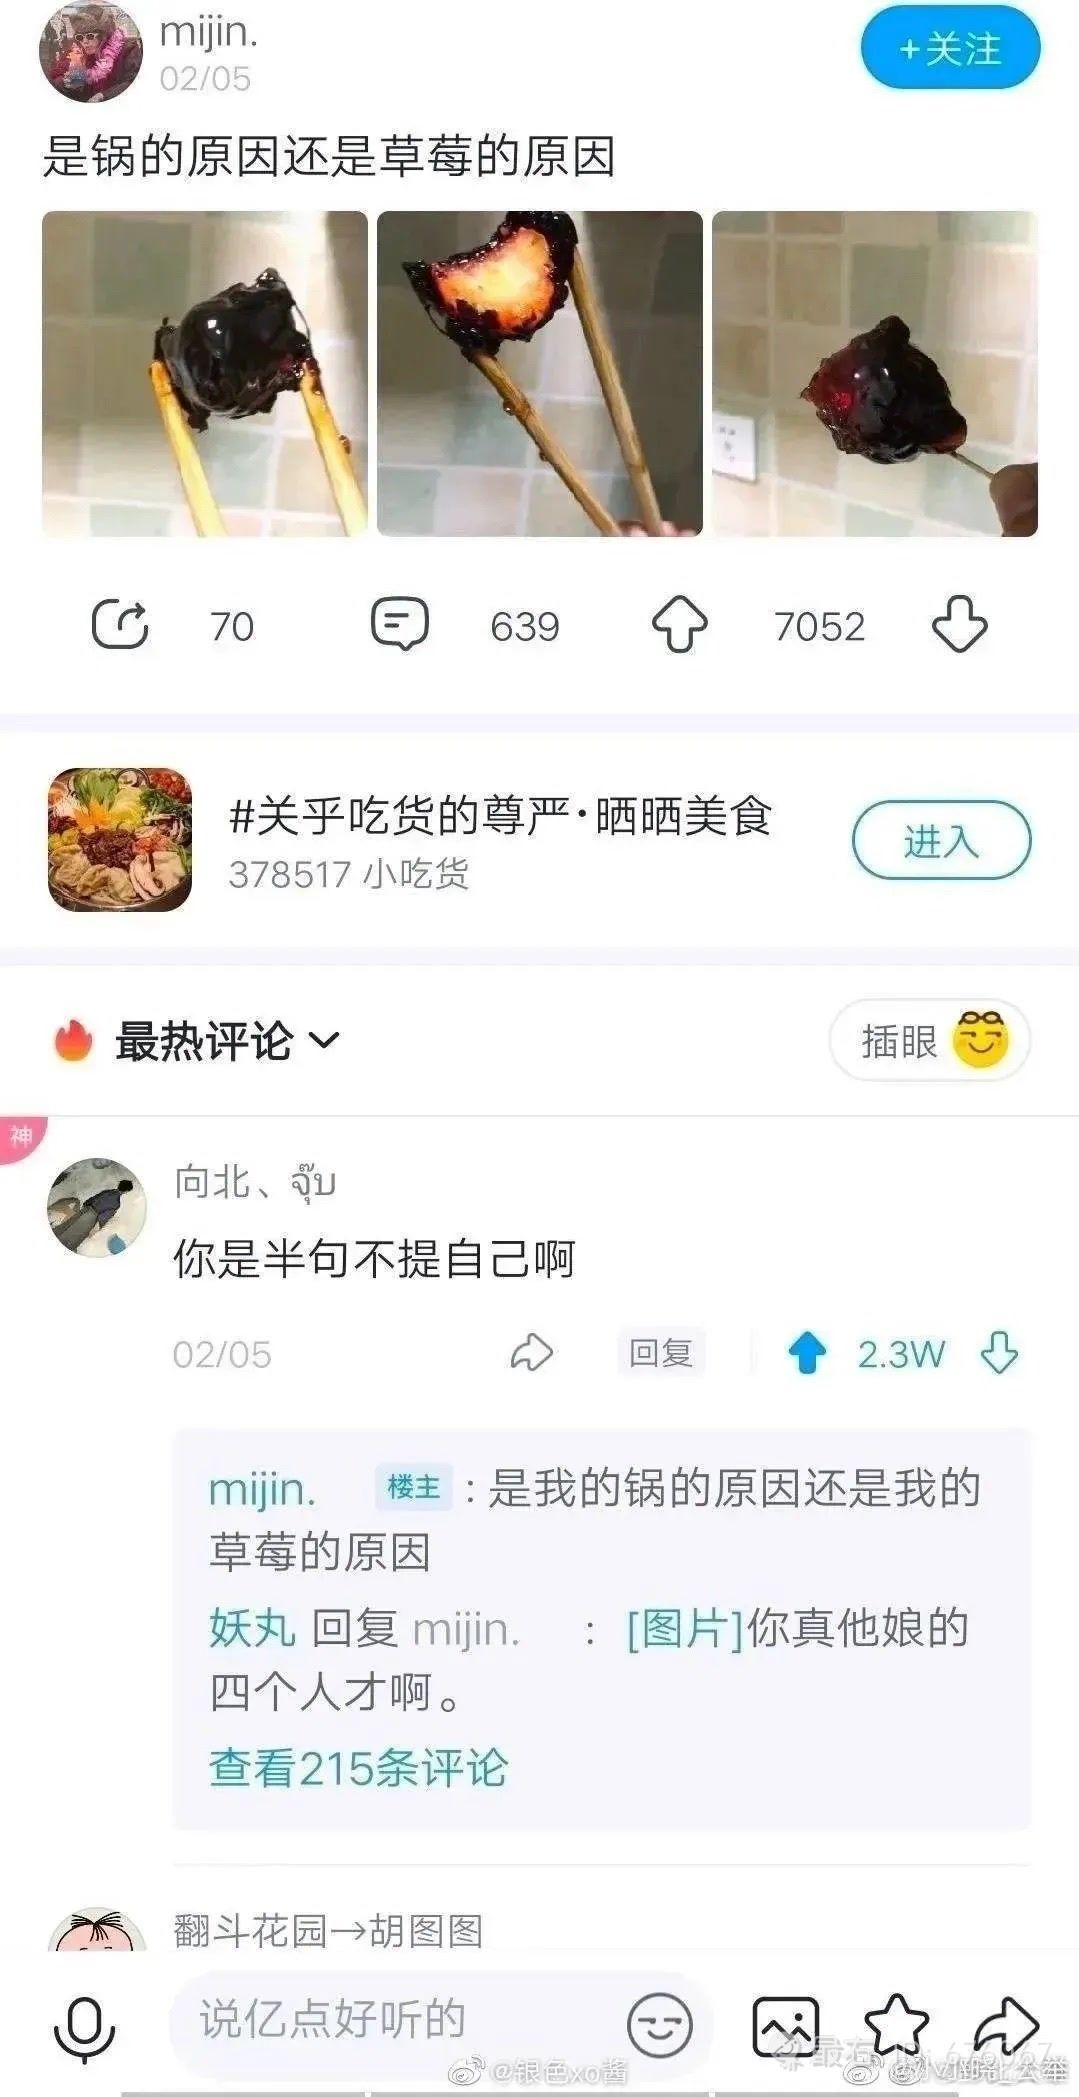 mijin.
02/05
+关注
是锅的原因还是草莓的原因
70
639
7052
#关乎吃货的尊严·晒晒美食
378517 小吃货
进入
最热评论
插眼
神
向北、จุ๊บ
你是半句不提自己啊
02/05
回复
2.3W
mijin. 楼主 : 是我的锅的原因还是我的
草莓的原因
妖丸 回复 mijin. : [图片]你真他娘的
四个人才啊。
查看215条评论
翻斗花园→胡图图
说亿点好听的
@银色xo酱